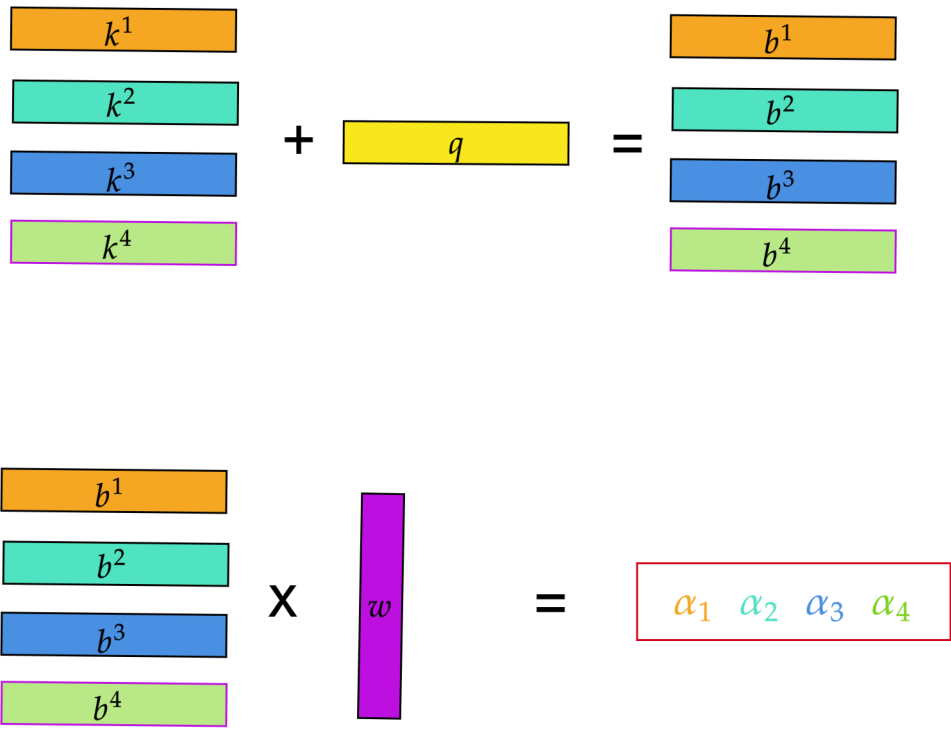 k¹ b¹
k² b²
+ q =
k³ b³
k⁴ b⁴
b¹
b²
x w = α₁ α₂ α₃ α₄
b³
b⁴